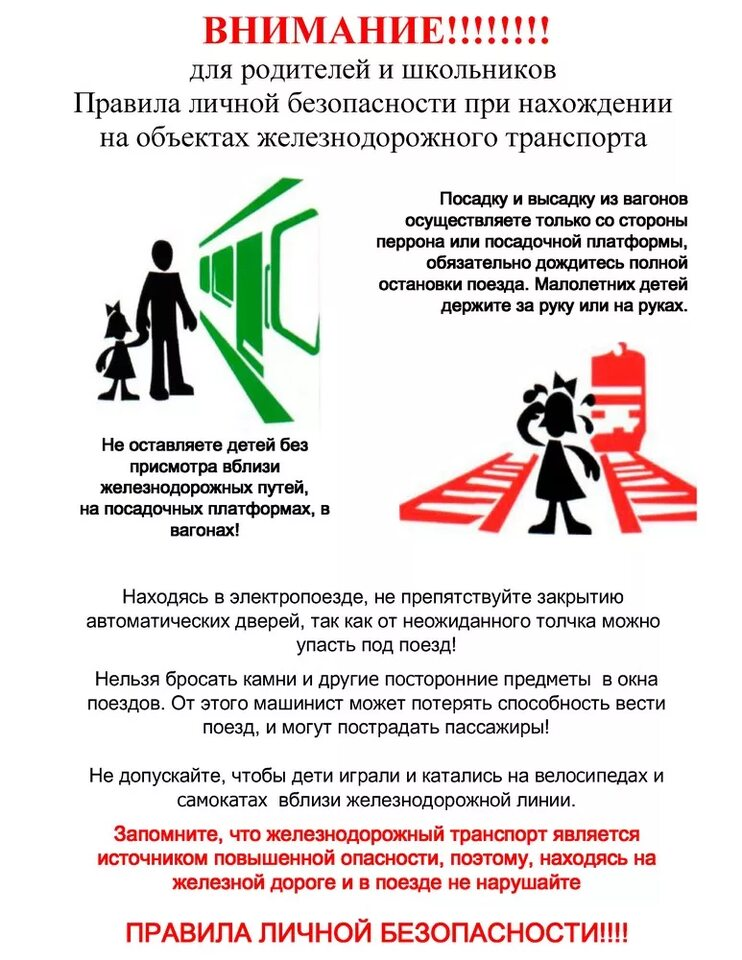 ВНИМАНИЕ!!!!!!!!
для родителей и школьников
Правила личной безопасности при нахождении
на объектах железнодорожного транспорта
Посадку и высадку из вагонов
осуществляете только со стороны
перрона или посадочной платформы,
обязательно дождитесь полной
остановки поезда. Малолетних детей
держите за руку или на руках.
Не оставляете детей без
присмотра вблизи
железнодорожных путей,
на посадочных платформах, в
вагонах!
Находясь в электропоезде, не препятствуйте закрытию
автоматических дверей, так как от неожиданного толчка можно
упасть под поезд!
Нельзя бросать камни и другие посторонние предметы в окна
поездов. От этого машинист может потерять способность вести
поезд, и могут пострадать пассажиры!
Не допускайте, чтобы дети играли и катались на велосипедах и
самокатах вблизи железнодорожной линии.
Запомните, что железнодорожный транспорт является
источником повышенной опасности, поэтому, находясь на
железной дороге и в поезде не нарушайте
ПРАВИЛА ЛИЧНОЙ БЕЗОПАСНОСТИ!!!!